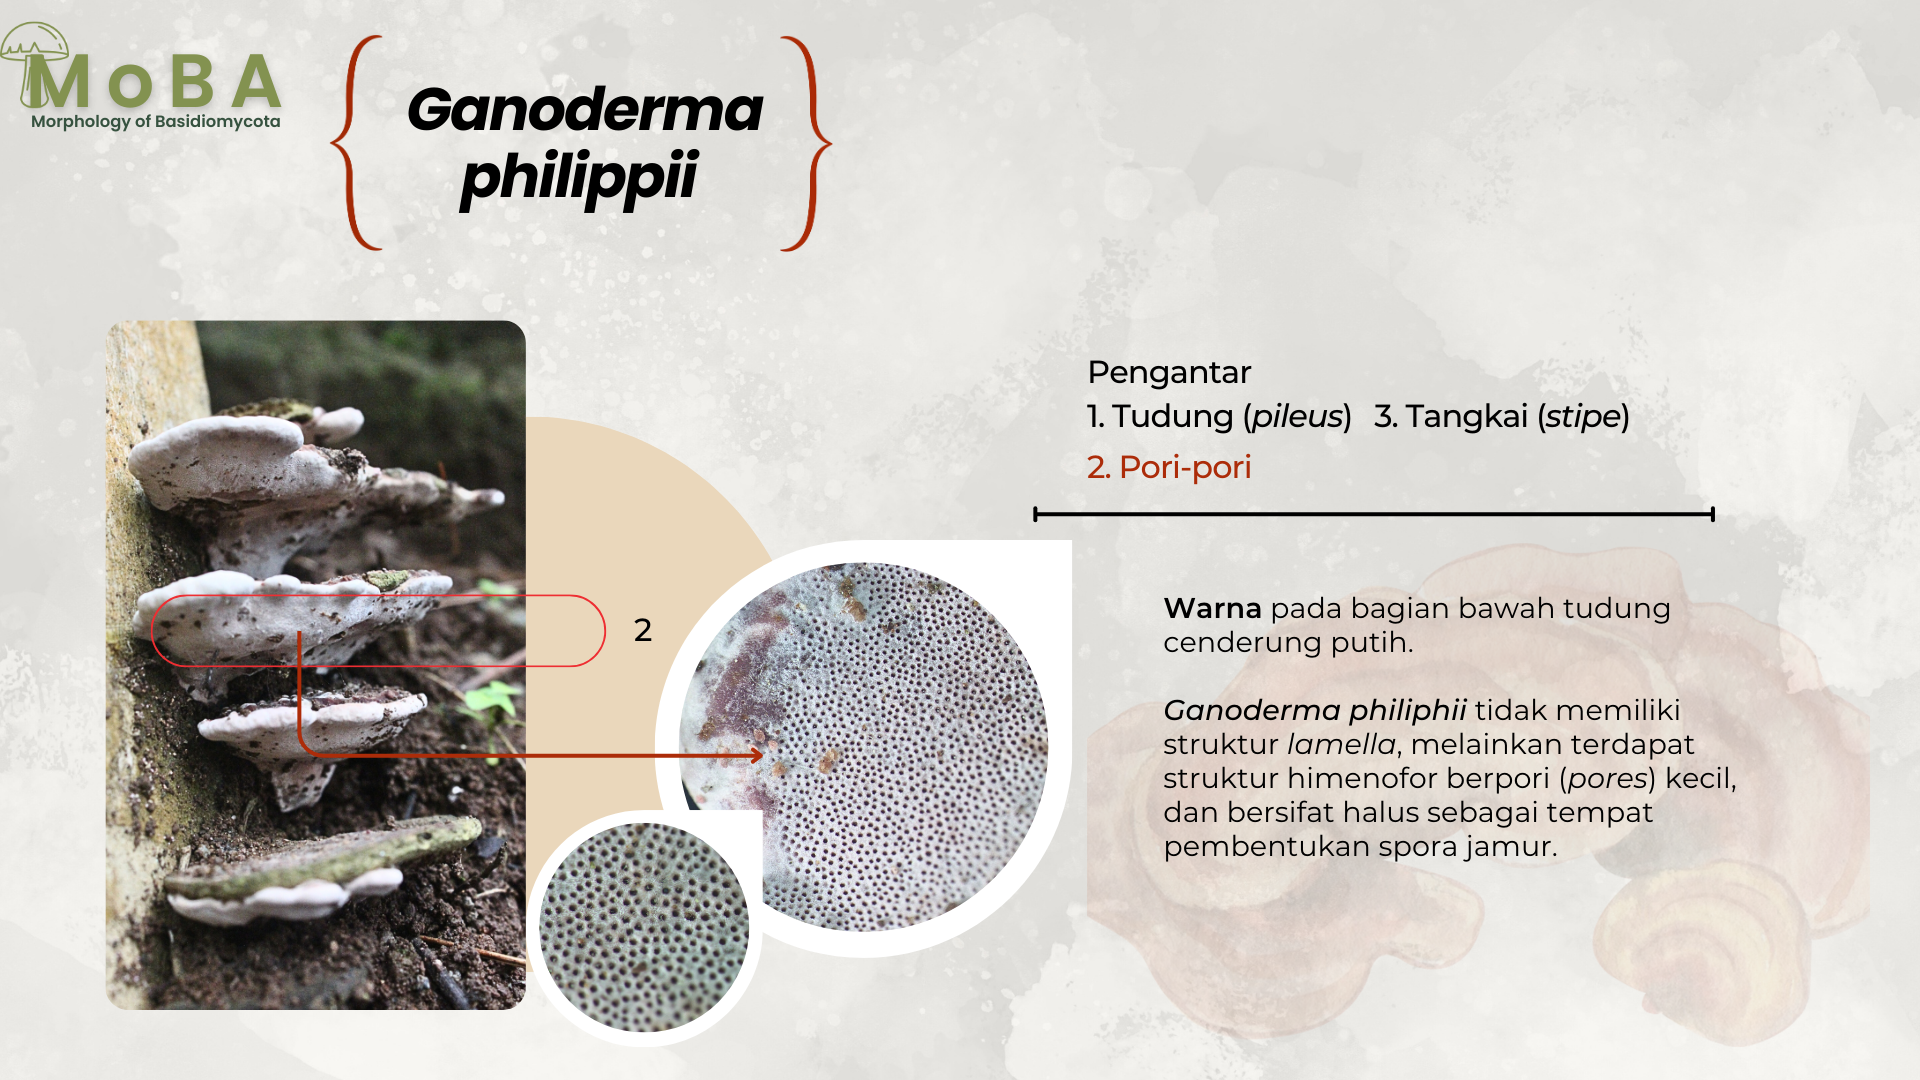 MoBA
Morphology of Basidiomycota
Ganoderma
philippii
Pengantar
1. Tudung (pileus) 3. Tangkai (stipe)
2. Pori-pori
2
Warna pada bagian bawah tudung
cenderung putih.
Ganoderma philiphii tidak memiliki
struktur lamella, melainkan terdapat
struktur himenofor berpori (pores) kecil,
dan bersifat halus sebagai tempat
pembentukan spora jamur.